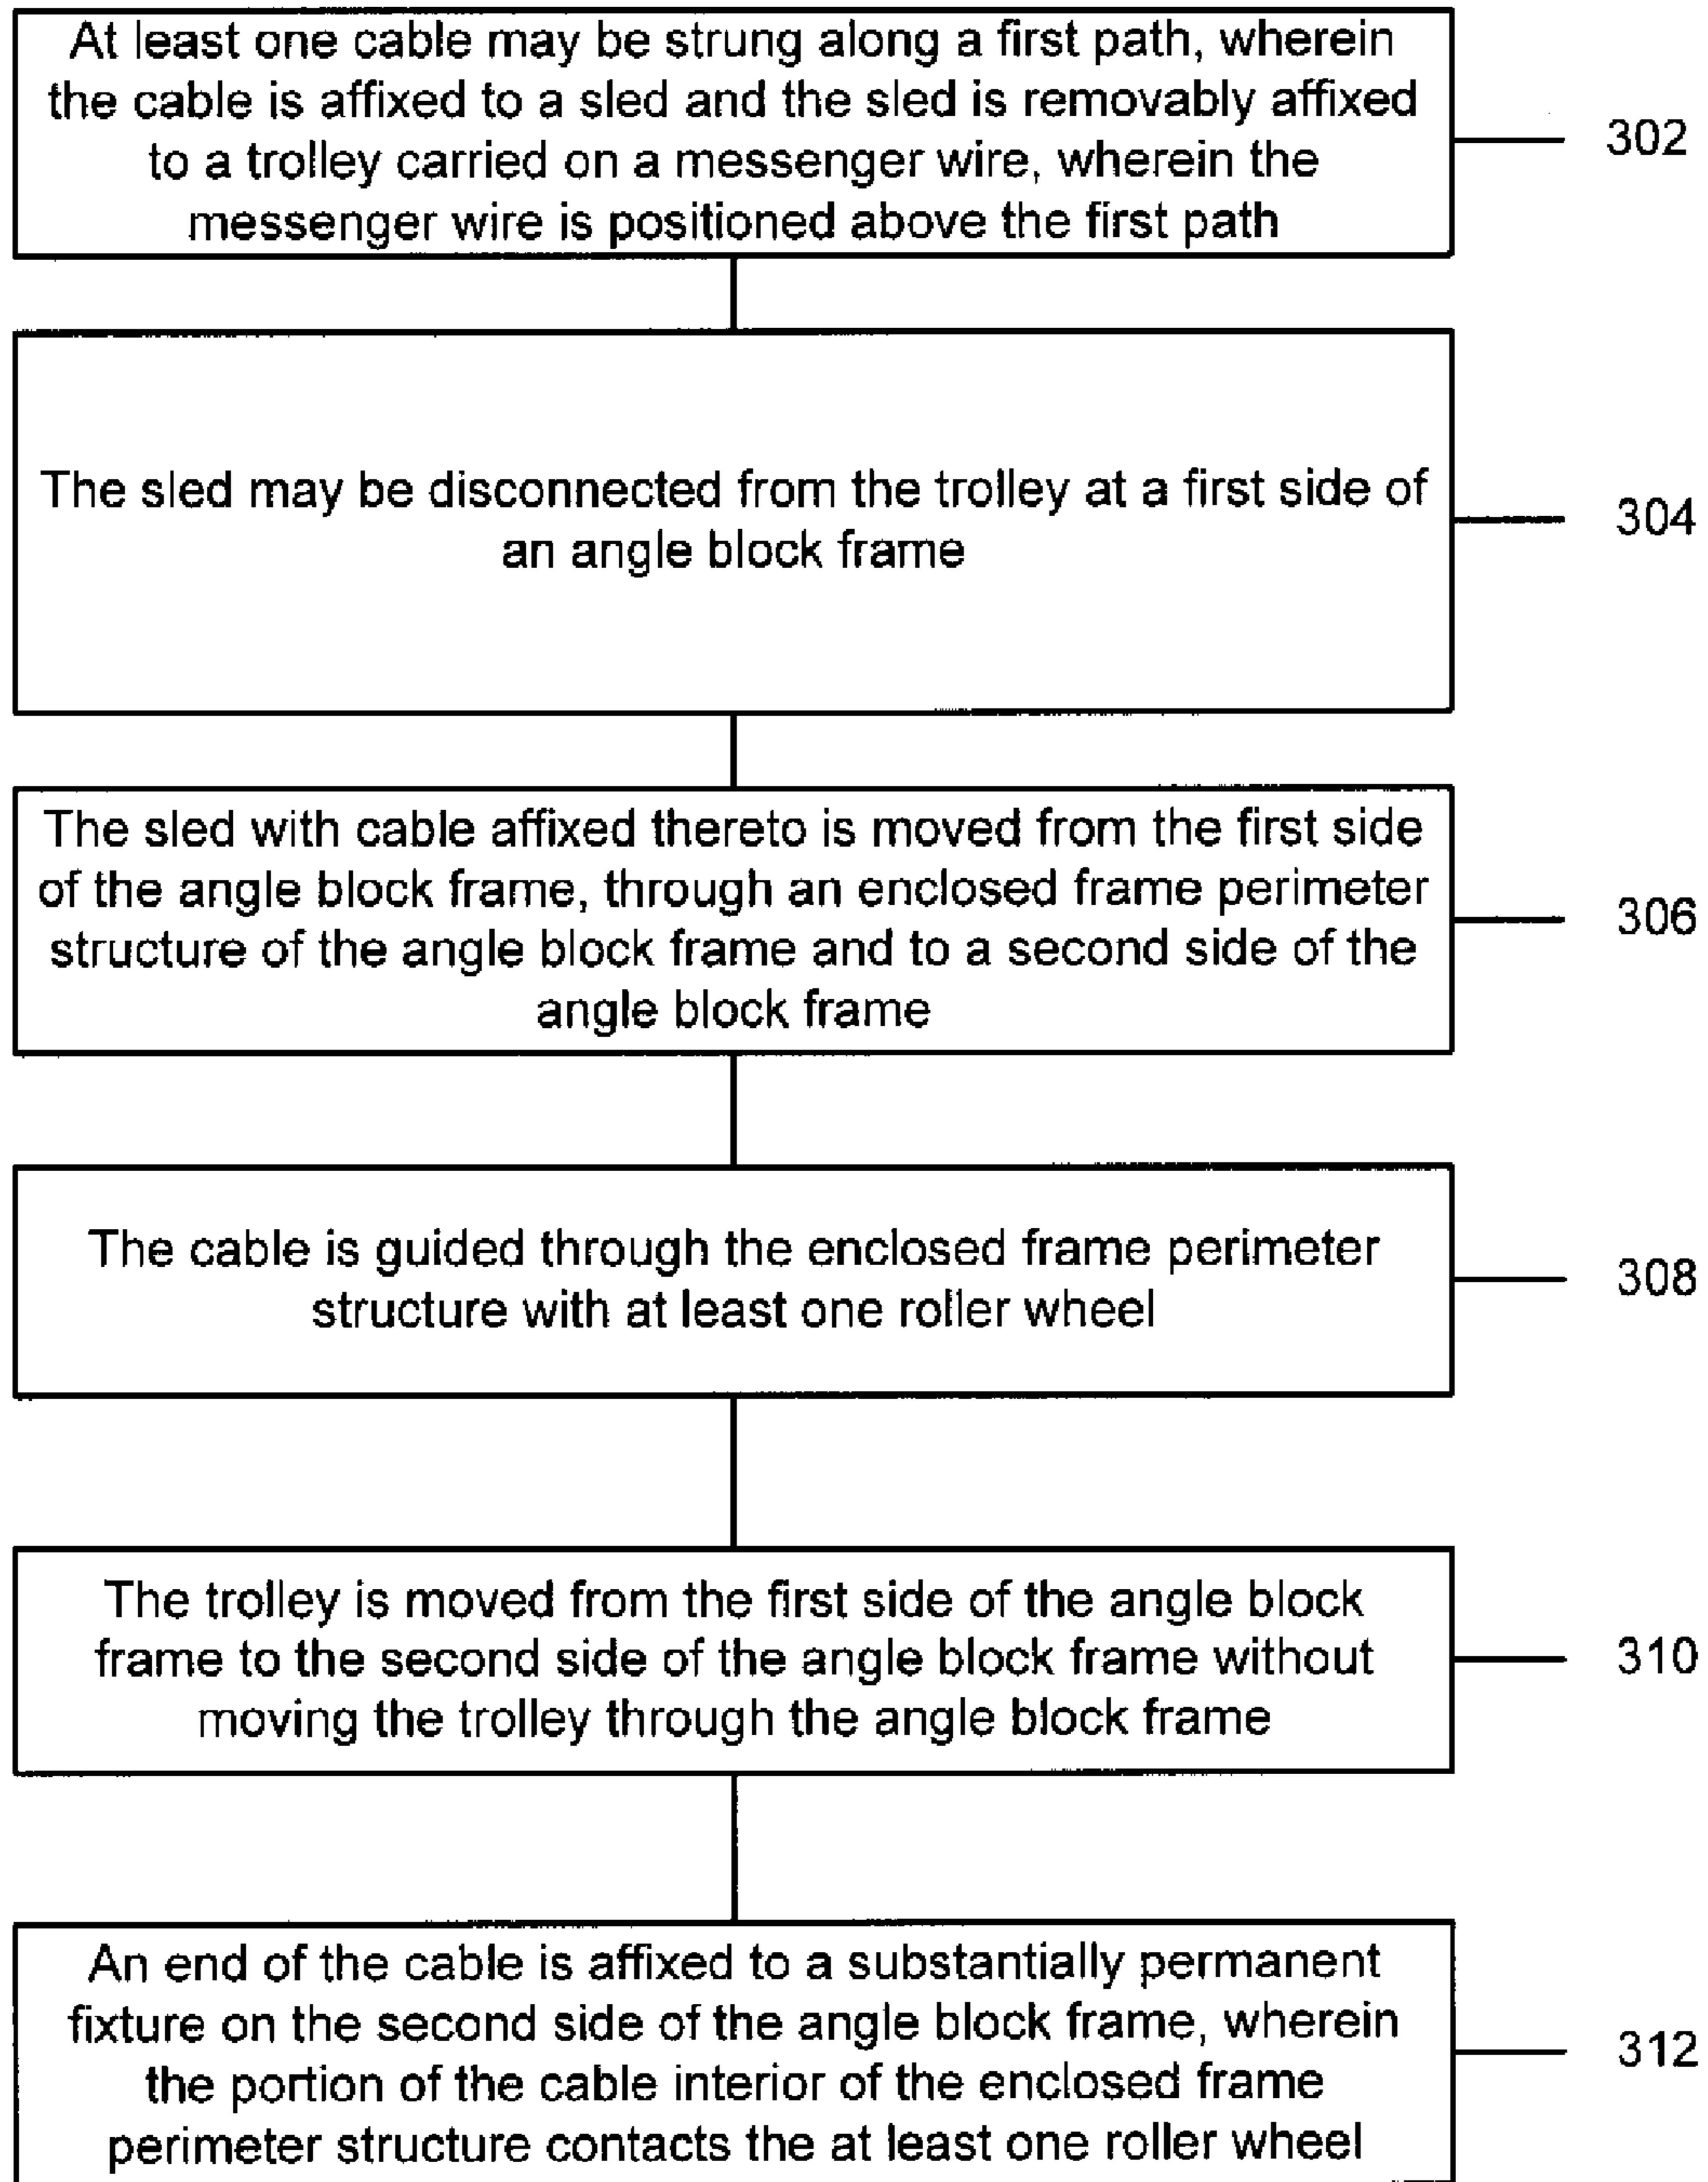 At least one cable may be strung along a first path, wherein
the cable is affixed to a sled and the sled is removably affixed
to a trolley carried on a messenger wire, wherein the
messenger wire is positioned above the first path
302
The sled may be disconnected from the trolley at a first side of
an angle block frame
304
The sled with cable affixed thereto is moved from the first side
of the angle block frame, through an enclosed frame perimeter
structure of the angle block frame and to a second side of the
angle block frame
306
The cable is guided through the enclosed frame perimeter
structure with at least one roller wheel
308
The trolley is moved from the first side of the angle block
frame to the second side of the angle block frame without
moving the trolley through the angle block frame
310
An end of the cable is affixed to a substantially permanent
fixture on the second side of the angle block frame, wherein
the portion of the cable interior of the enclosed frame
perimeter structure contacts the at least one roller wheel
312